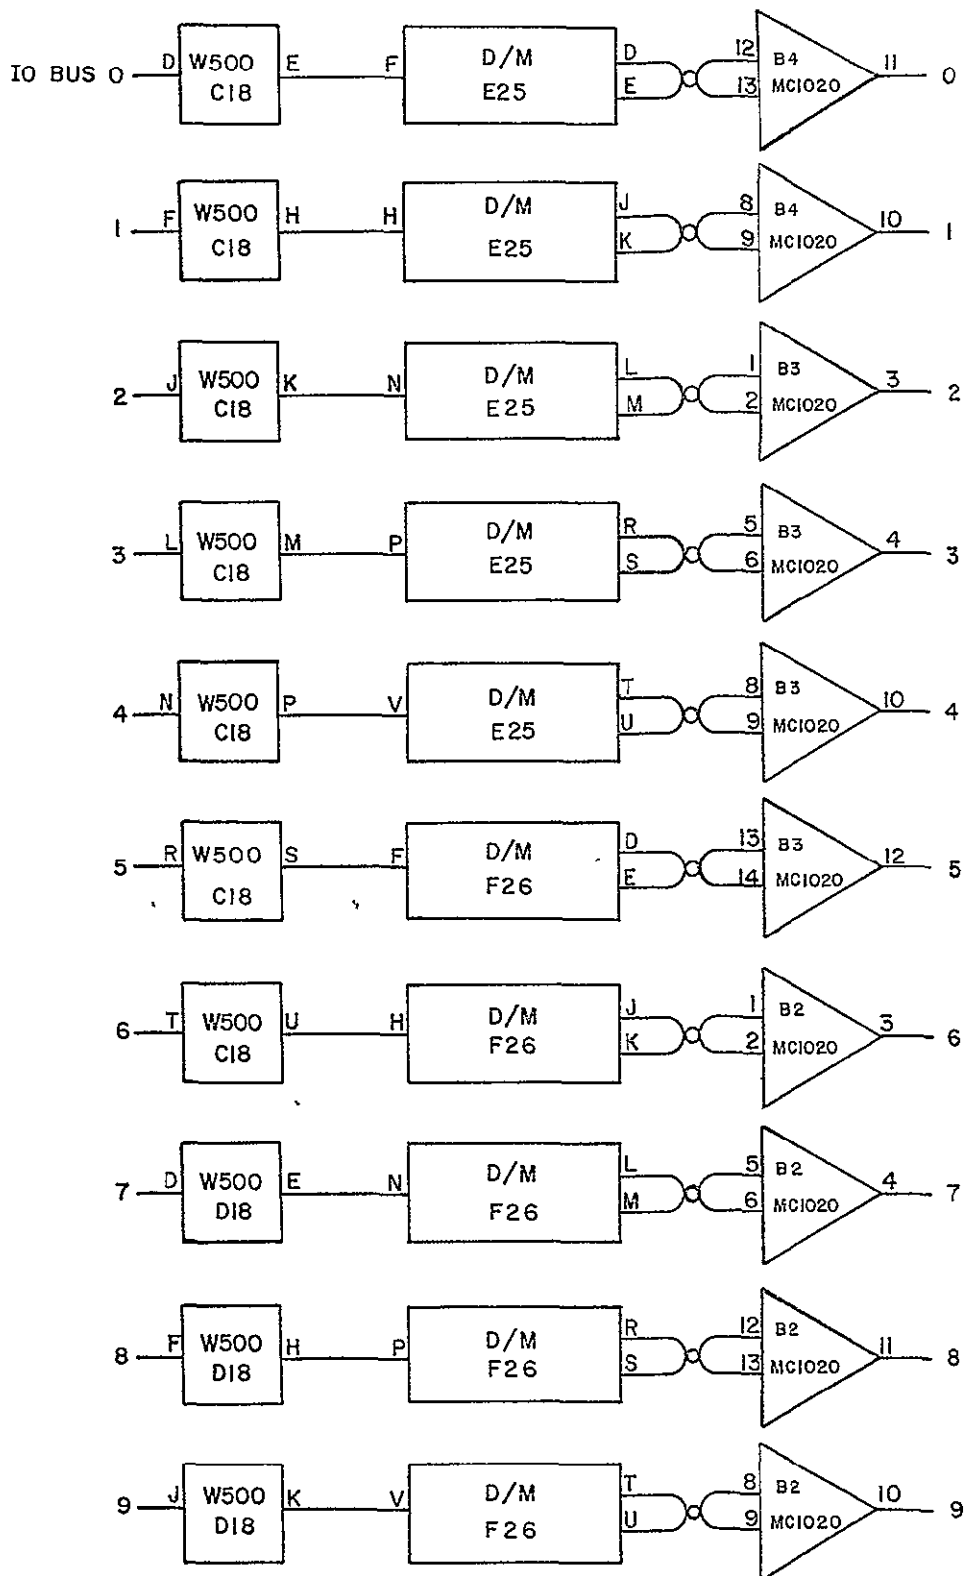 D W500 E F D/M D 12 B4 11
IO BUS 0 C18 E25 E 13 MC1020 0
F W500 H H D/M J 8 B4 10
1 C18 E25 K 9 MC1020 1
J W500 K N D/M L 1 B3 3
2 C18 E25 M 2 MC1020 2
L W500 M P D/M R 5 B3 4
3 C18 E25 S 6 MC1020 3
N W500 P V D/M T 8 B3 10
4 C18 E25 U 9 MC1020 4
R W500 S F D/M D 13 B3 12
5 C18 F26 E 14 MC1020 5
T W500 U H D/M J 1 B2 3
6 C18 F26 K 2 MC1020 6
D W500 E N D/M L 5 B2 4
7 D18 F26 M 6 MC1020 7
F W500 H P D/M R 12 B2 11
8 D18 F26 S 13 MC1020 8
J W500 K V D/M T 8 B2 10
9 D18 F26 U 9 MC1020 9